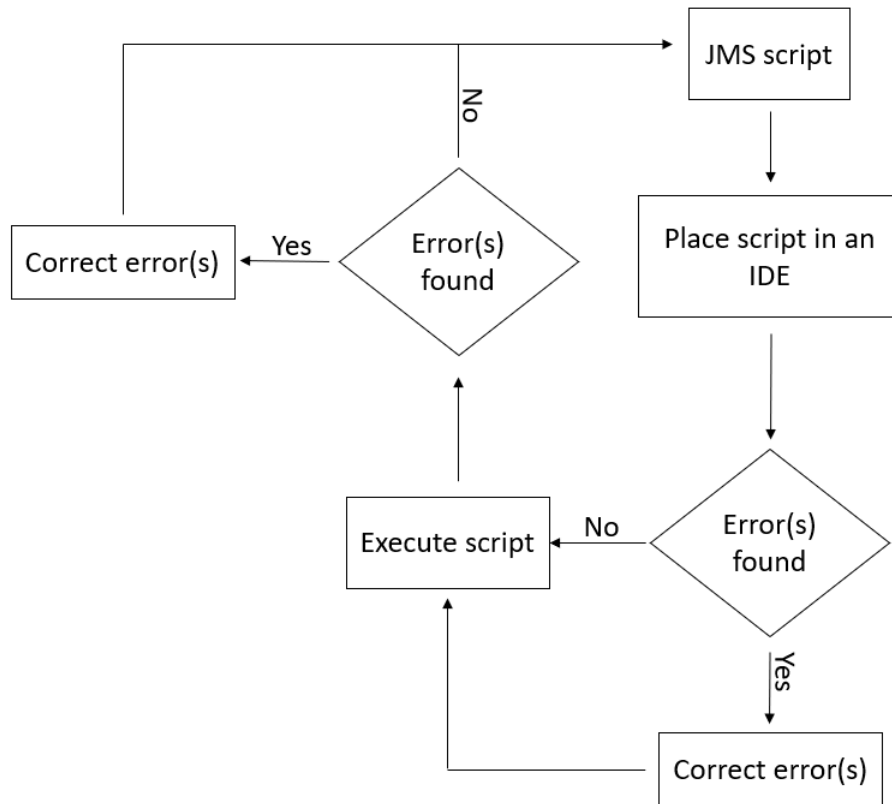 JMS script
No
Place script in an
IDE
Correct error(s)
Yes
Error(s)
found
Execute script
No
Error(s)
found
Yes
Correct error(s)